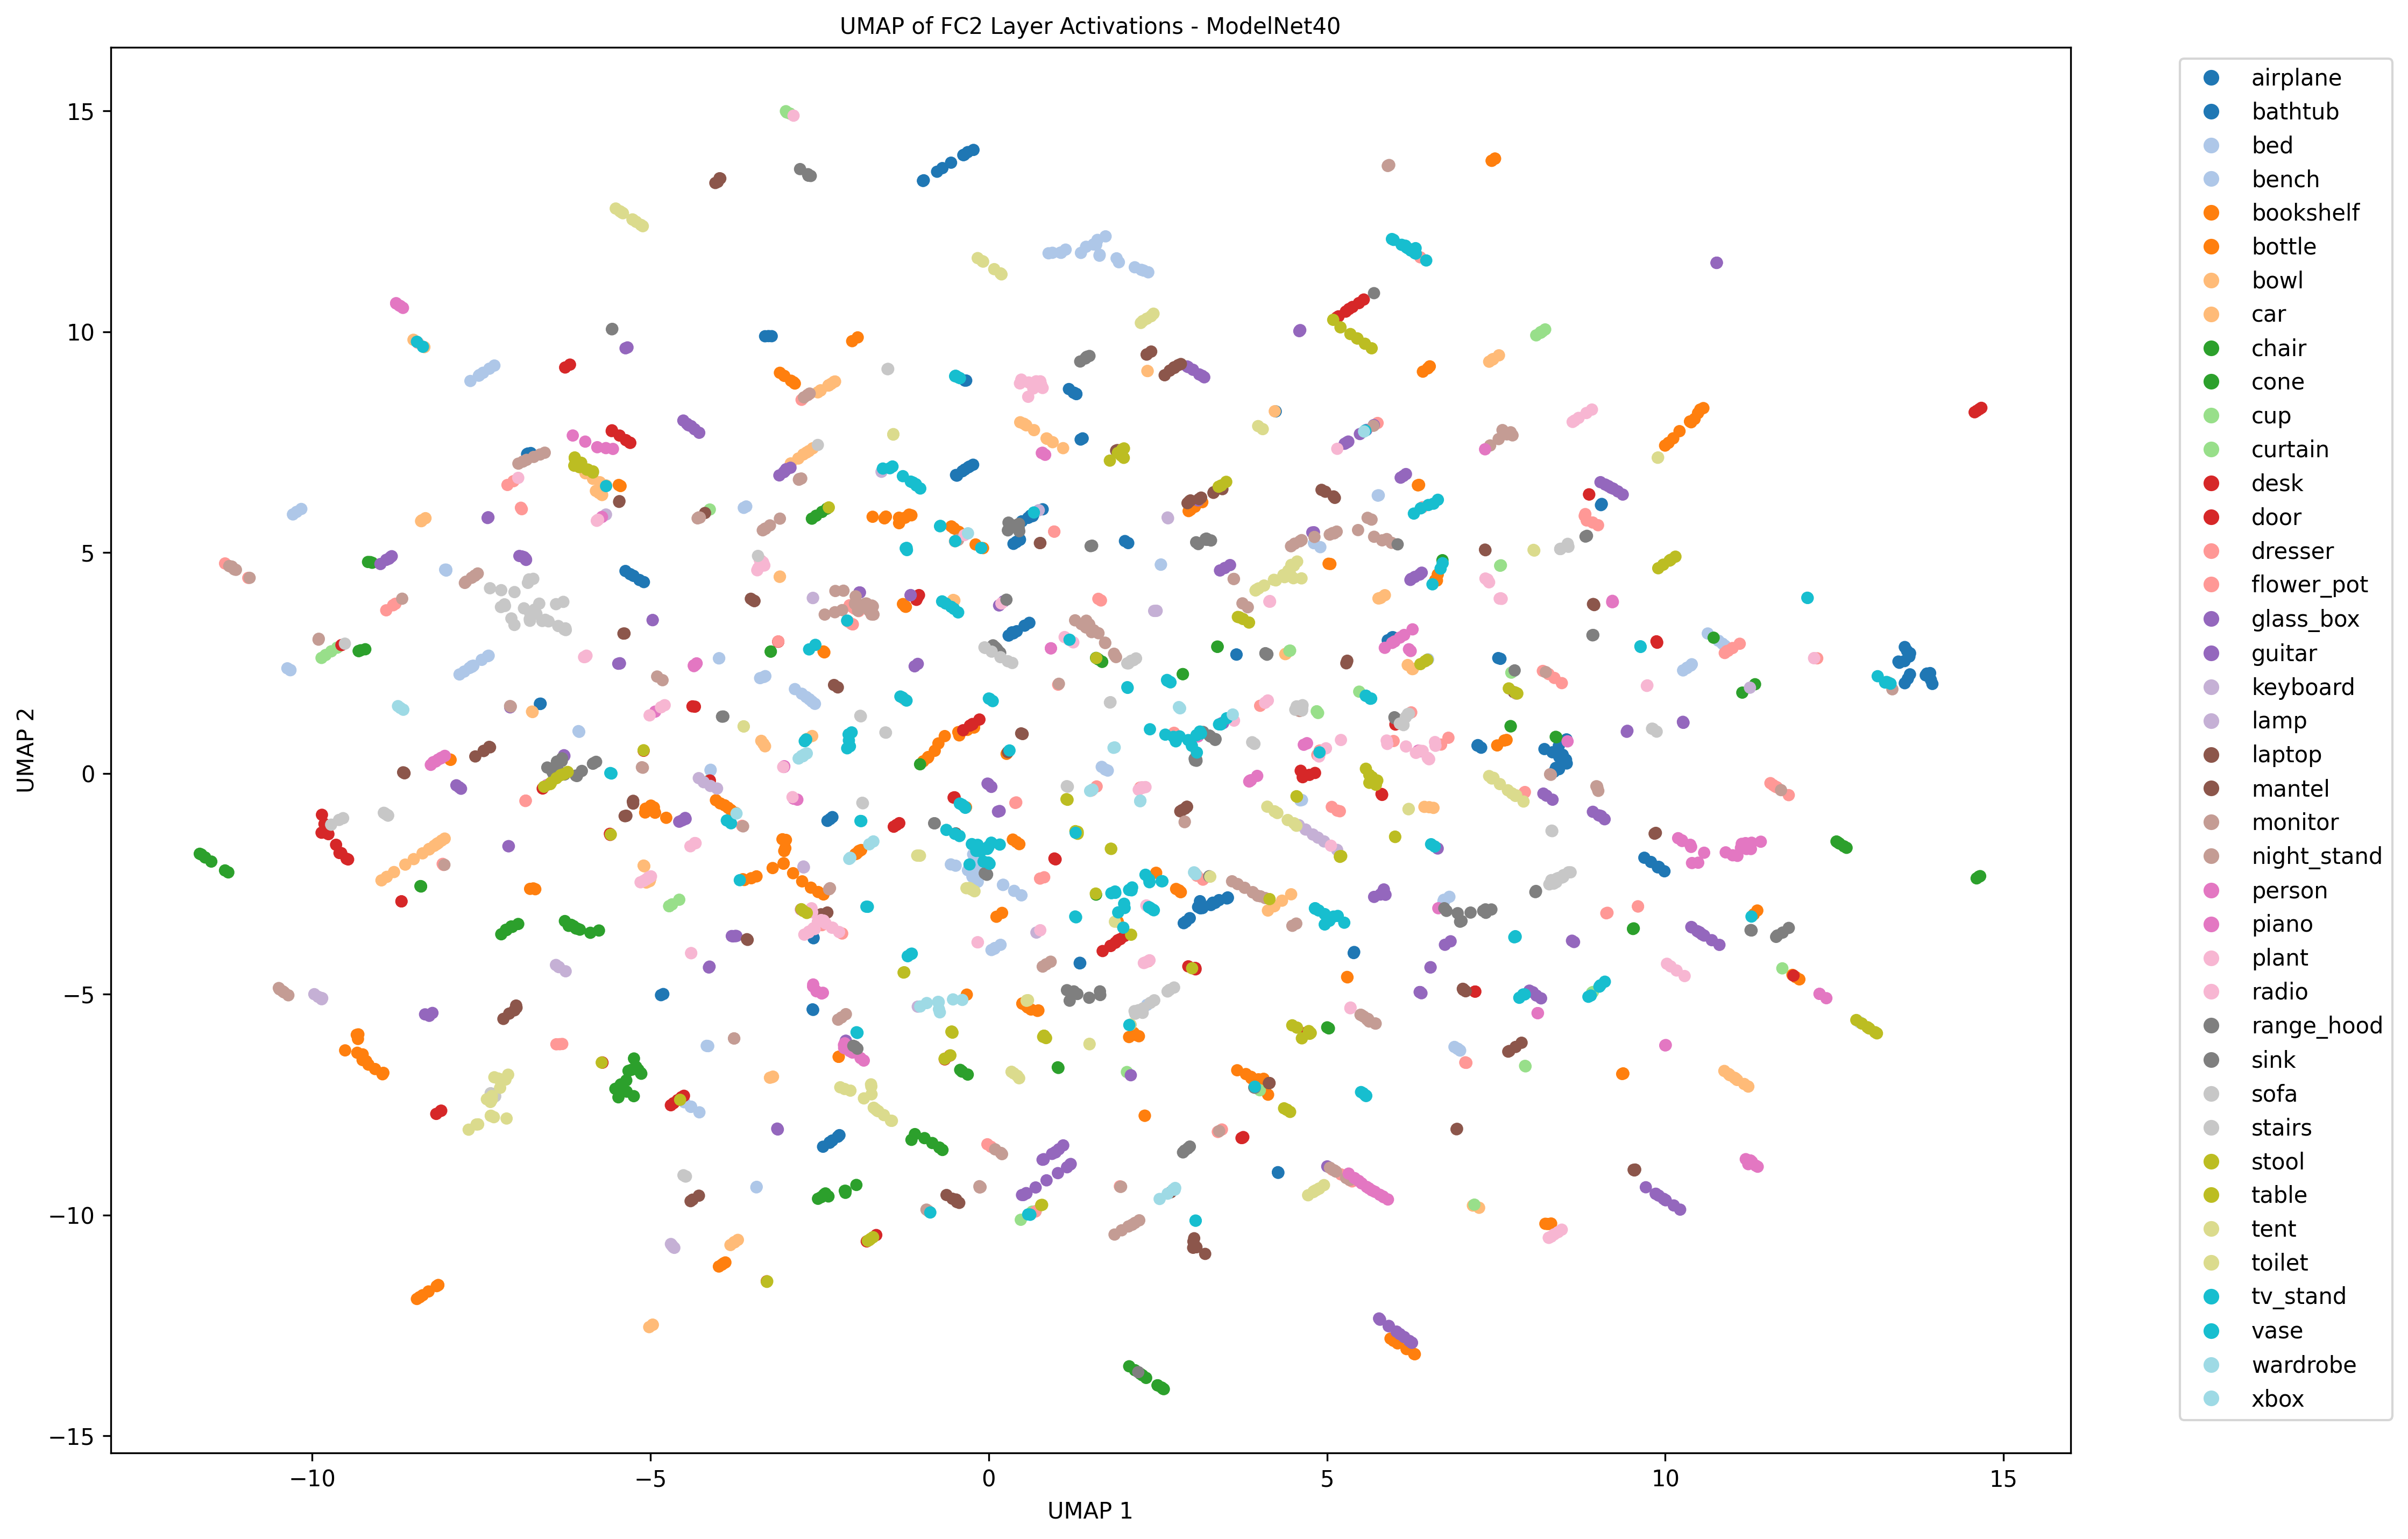 UMAP of FC2 Layer Activations - ModelNet40
15
10
5
0
−5
−10
−15
UMAP 2
−10
−5
0
5
10
15
UMAP 1
airplane
bathtub
bed
bench
bookshelf
bottle
bowl
car
chair
cone
cup
curtain
desk
door
dresser
flower_pot
glass_box
guitar
keyboard
lamp
laptop
mantel
monitor
night_stand
person
piano
plant
radio
range_hood
sink
sofa
stairs
stool
table
tent
toilet
tv_stand
vase
wardrobe
xbox